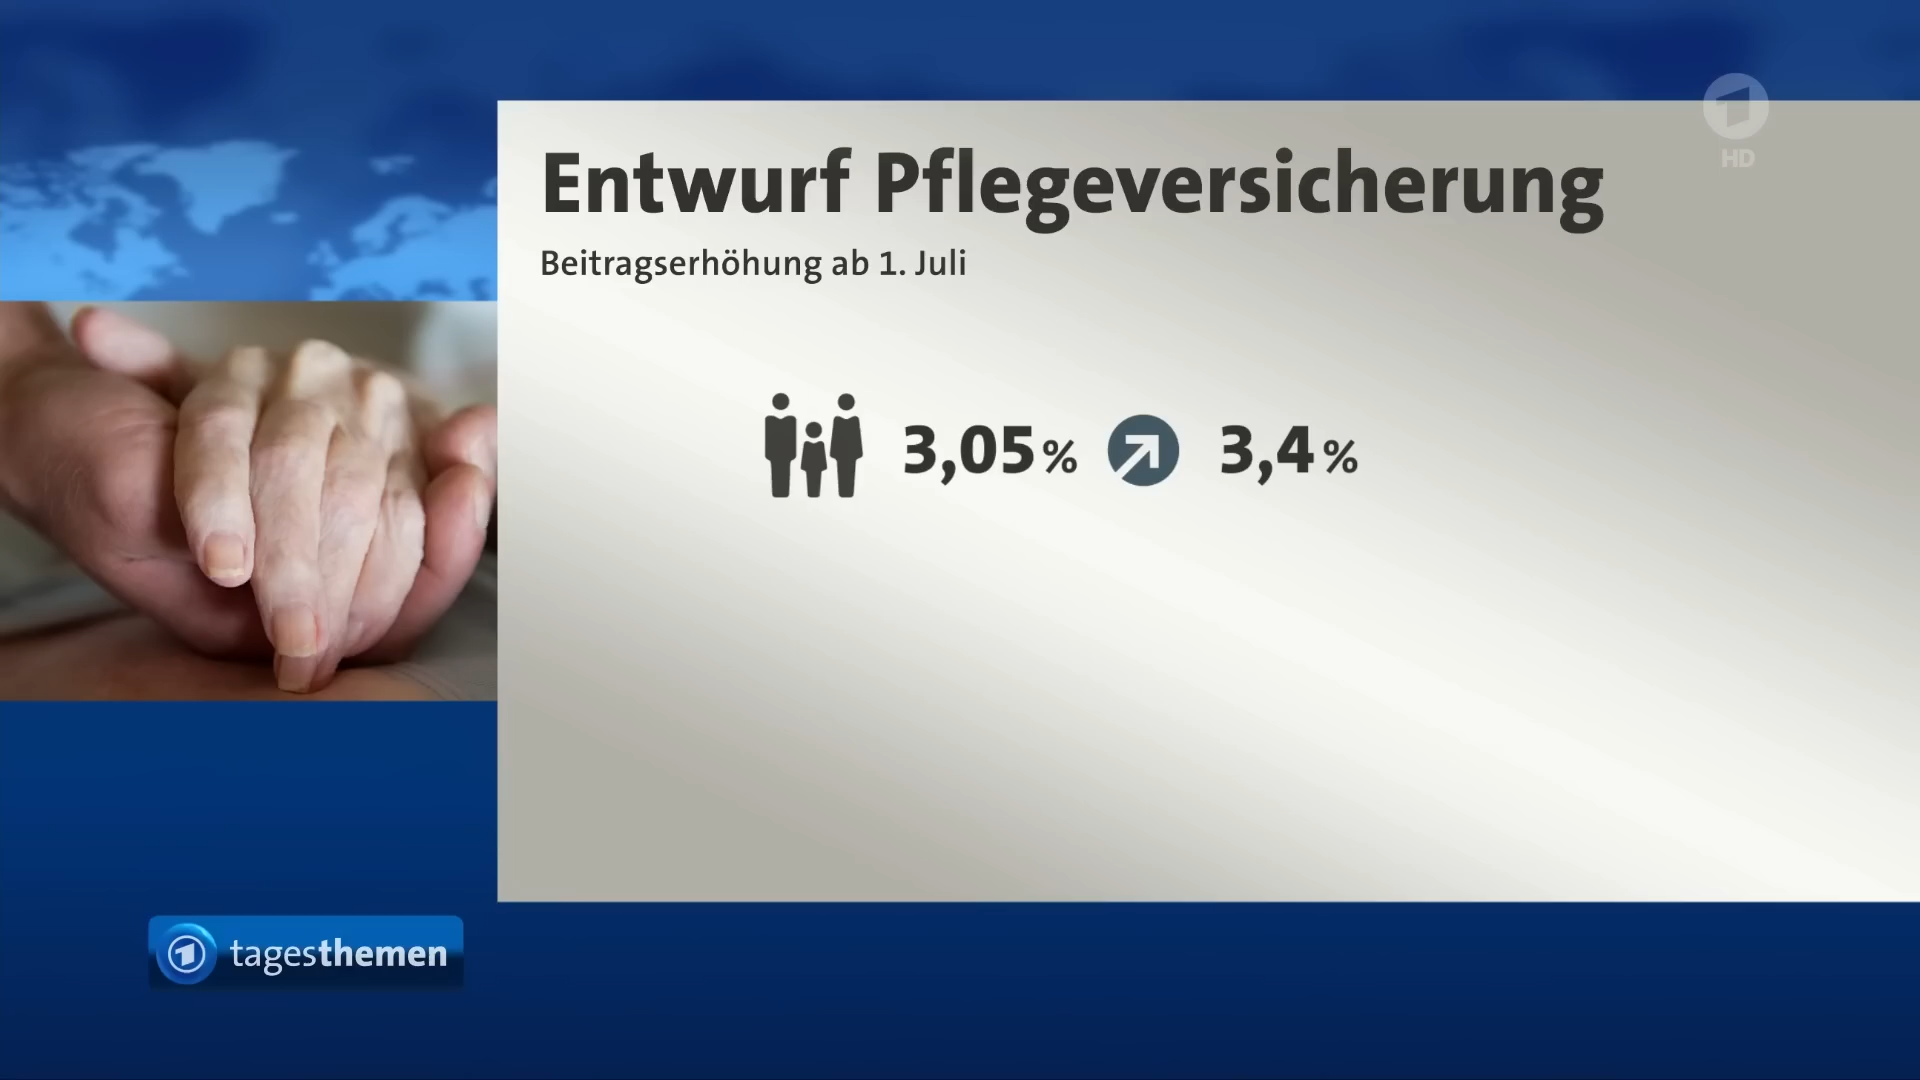 Entwurf Pflegeversicherung
Beitragserhöhung ab 1. Juli
3,05 % 3,4 %
HD
tagesthemen